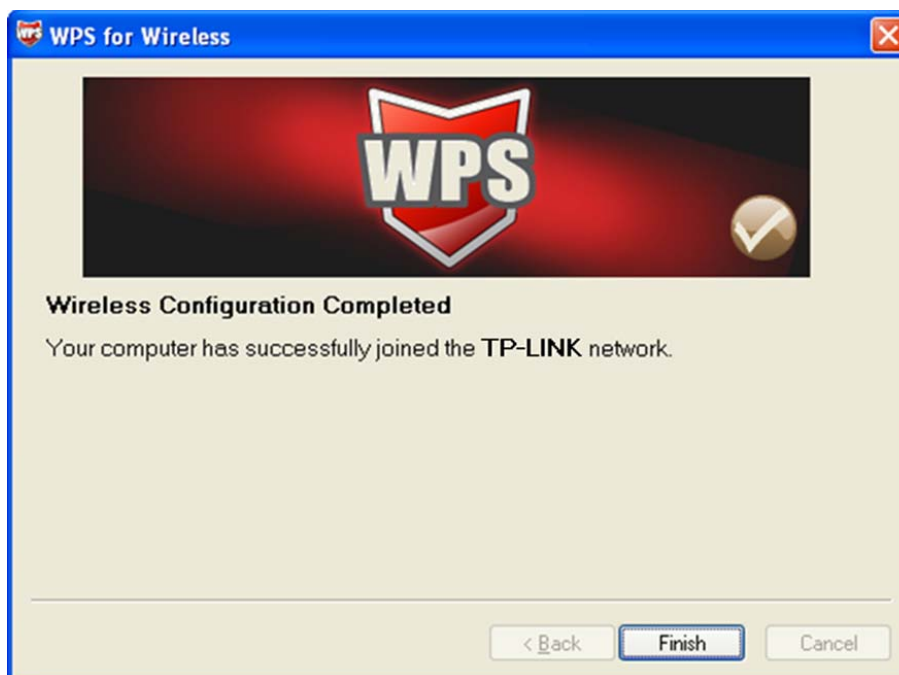 WPS WPS for Wireless
WPS
Wireless Configuration Completed
Your computer has successfully joined the TP-LINK network.
< Back Finish Cancel